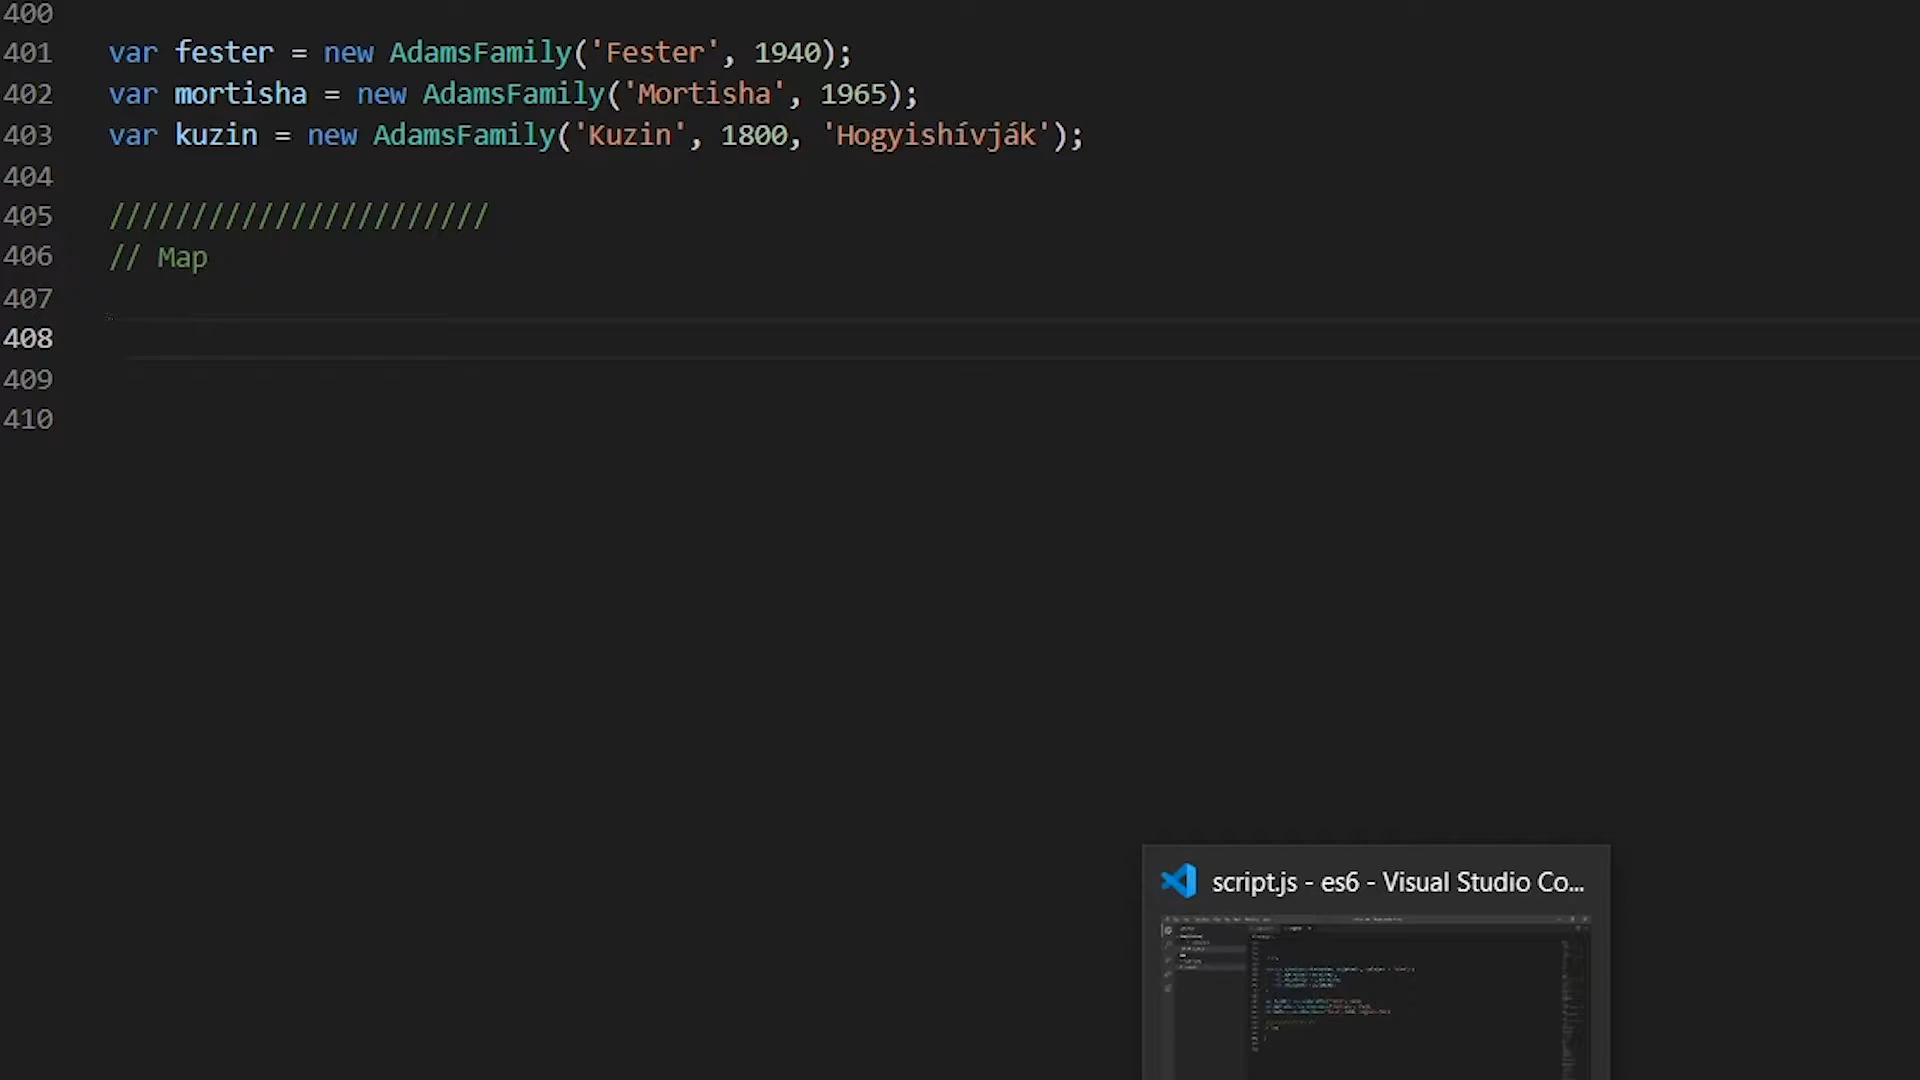 400
401 var fester = new AdamsFamily('Fester', 1940);
402 var mortisha = new AdamsFamily('Mortisha', 1965);
403 var kuzin = new AdamsFamily('Kuzin', 1800, 'Hogyishívják');
404
405 ///////////////////////
406 // Map
407
408
409
410
script.js - es6 - Visual Studio Co...